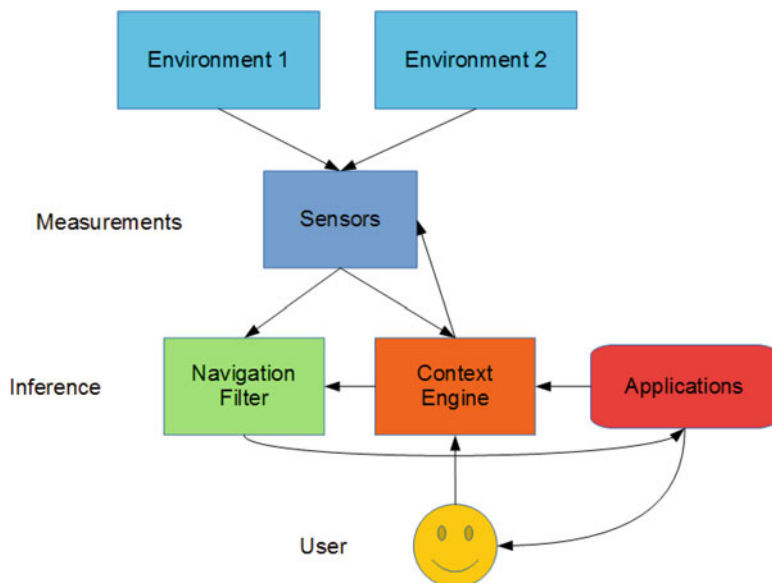 Environment 1
Environment 2
Measurements
Sensors
Inference
Navigation
Filter
Context
Engine
Applications
User